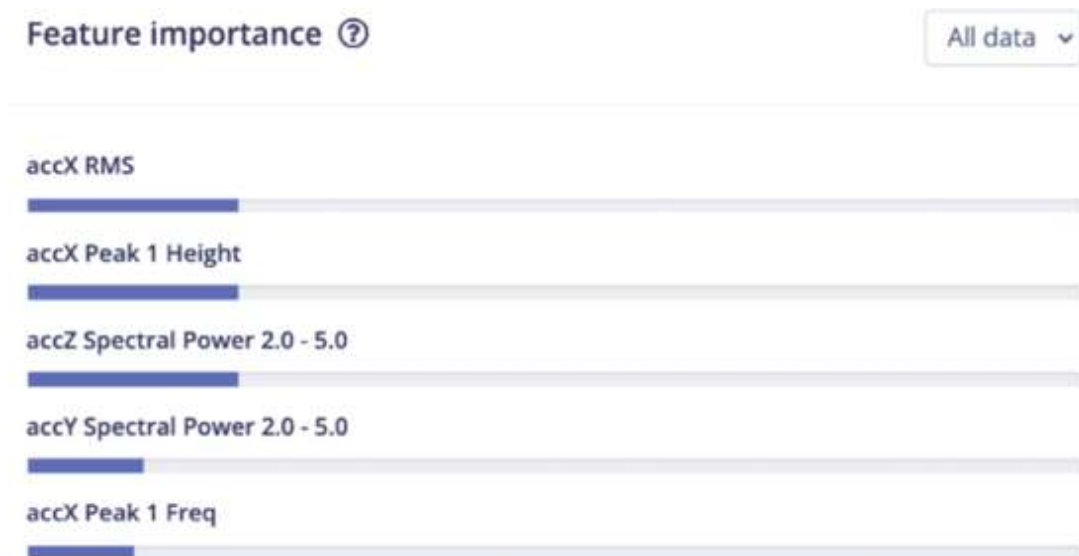 Feature importance ?
All data
accX RMS
accX Peak 1 Height
accZ Spectral Power 2.0 - 5.0
accY Spectral Power 2.0 - 5.0
accX Peak 1 Freq